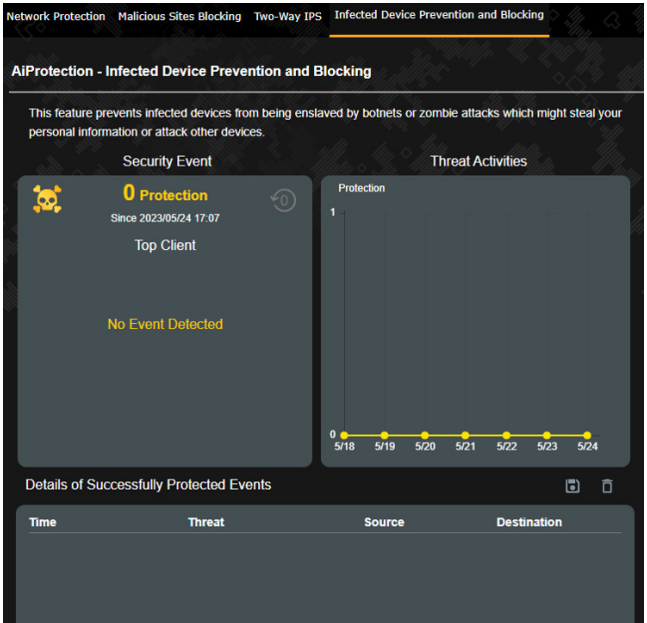 Network Protection Malicious Sites Blocking Two-Way IPS Infected Device Prevention and Blocking
AiProtection - Infected Device Prevention and Blocking
This feature prevents infected devices from being enslaved by botnets or zombie attacks which might steal your
personal information or attack other devices.
Security Event
0 Protection
0
Since 2023/05/24 17:07
Top Client
No Event Detected
Threat Activities
Protection
1
0
5/18 5/19 5/20 5/21 5/22 5/23 5/24
Details of Successfully Protected Events
Time Threat Source Destination